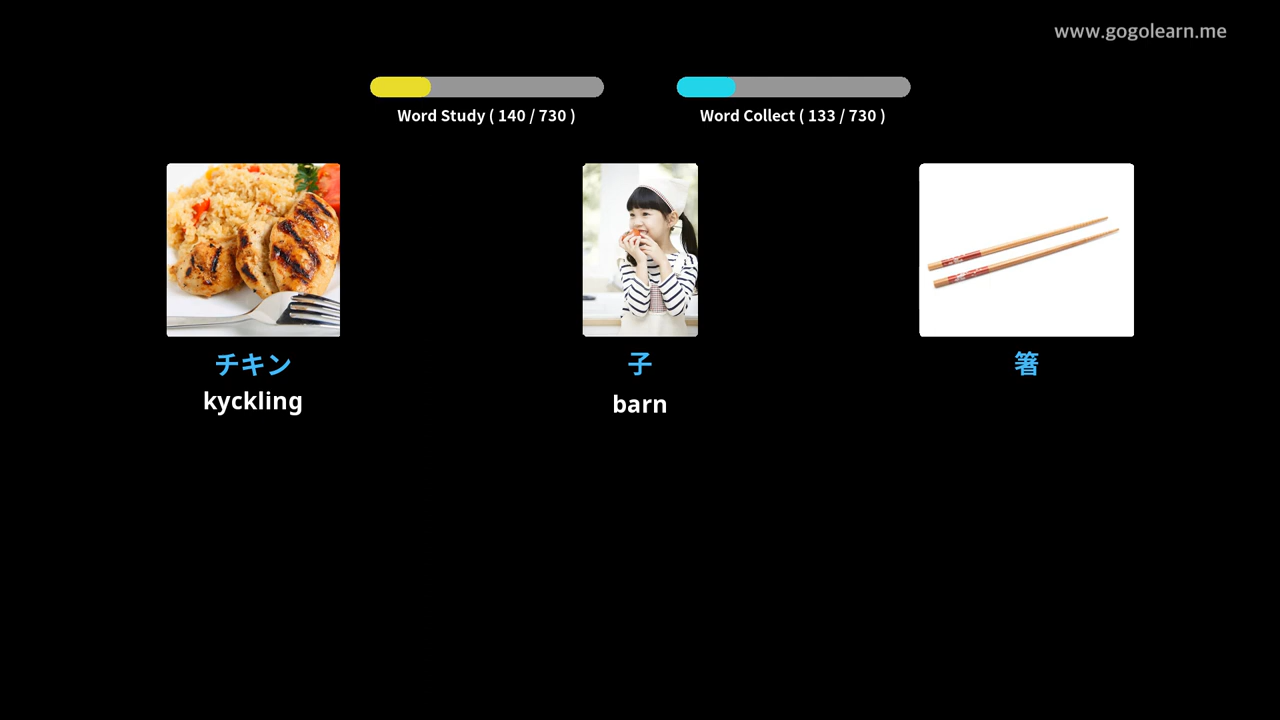 www.gogolearn.me
Word Study ( 140 / 730 )
Word Collect ( 133 / 730 )
チキン
kyckling
子
barn
箸